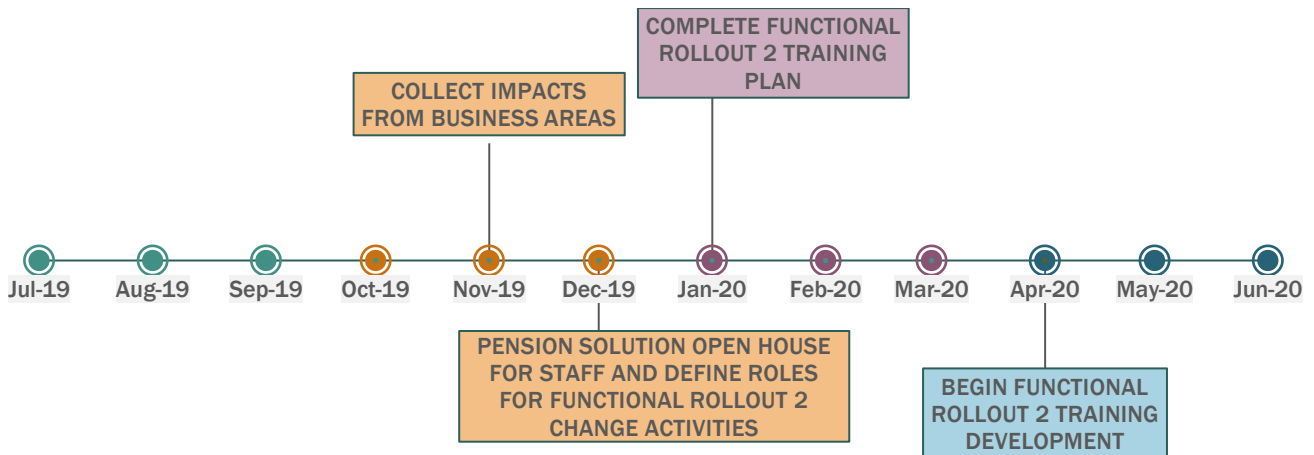 COMPLETE FUNCTIONAL
ROLLOUT 2 TRAINING
PLAN
COLLECT IMPACTS
FROM BUSINESS AREAS
Jul-19 Aug-19 Sep-19 Oct-19 Nov-19 Dec-19 Jan-20 Feb-20 Mar-20 Apr-20 May-20 Jun-20
PENSION SOLUTION OPEN HOUSE
FOR STAFF AND DEFINE ROLES
FOR FUNCTIONAL ROLLOUT 2
CHANGE ACTIVITIES
BEGIN FUNCTIONAL
ROLLOUT 2 TRAINING
DEVELOPMENT